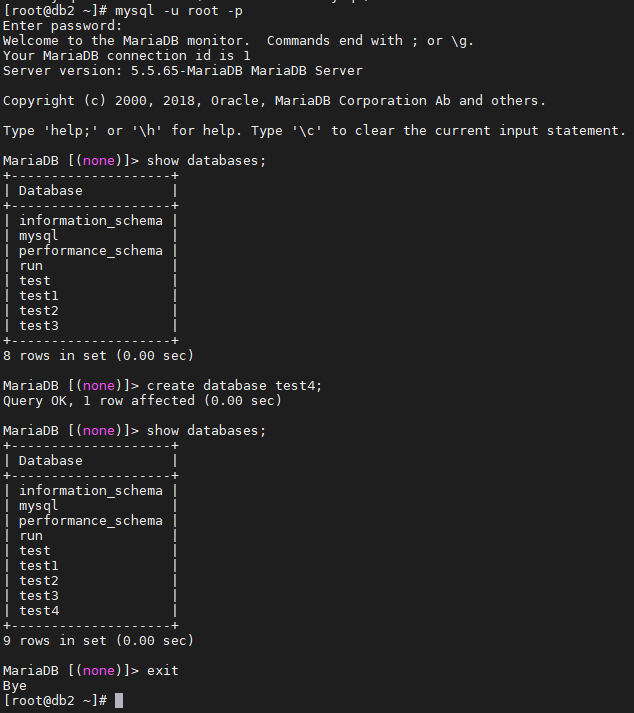 [root@db2 ~]# mysql -u root -p
Enter password:
Welcome to the MariaDB monitor.  Commands end with ; or \g.
Your MariaDB connection id is 1
Server version: 5.5.65-MariaDB MariaDB Server
Copyright (c) 2000, 2018, Oracle, MariaDB Corporation Ab and others.
Type 'help;' or '\h' for help. Type '\c' to clear the current input statement.
MariaDB [(none)]> show databases;
+--------------------+
| Database           |
+--------------------+
| information_schema |
| mysql              |
| performance_schema |
| run                |
| test               |
| test1              |
| test2              |
| test3              |
+--------------------+
8 rows in set (0.00 sec)
MariaDB [(none)]> create database test4;
Query OK, 1 row affected (0.00 sec)
MariaDB [(none)]> show databases;
+--------------------+
| Database           |
+--------------------+
| information_schema |
| mysql              |
| performance_schema |
| run                |
| test               |
| test1              |
| test2              |
| test3              |
| test4              |
+--------------------+
9 rows in set (0.00 sec)
MariaDB [(none)]> exit
Bye
[root@db2 ~]#